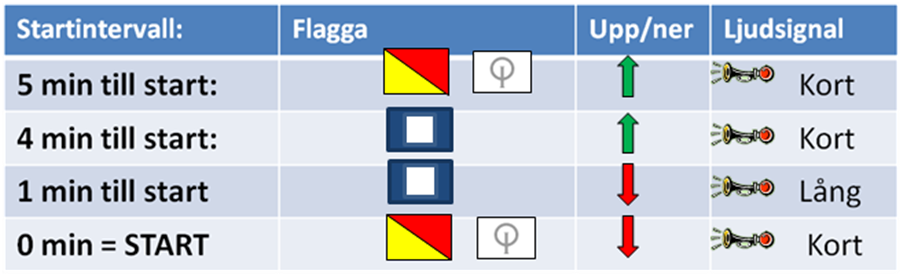 Startintervall: Flagga Upp/ner Ljudsignal
5 min till start: Kort
4 min till start: Kort
1 min till start Lång
0 min = START Kort